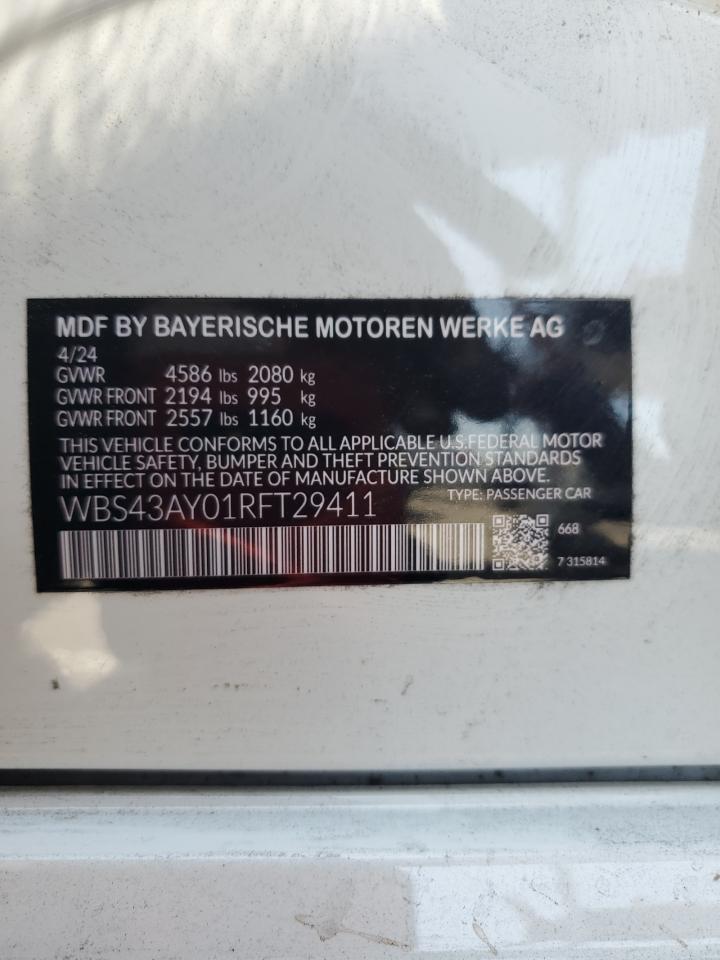 MDF BY BAYERISCHE MOTOREN WERKE AG
4/24
GVWR 4586 lbs 2080 kg
GVWR FRONT 2194 lbs 995 kg
GVWR FRONT 2557 lbs 1160 kg
THIS VEHICLE CONFORMS TO ALL APPLICABLE U.S.FEDERAL MOTOR
VEHICLE SAFETY, BUMPER AND THEFT PREVENTION STANDARDS
IN EFFECT ON THE DATE OF MANUFACTURE SHOWN ABOVE.
TYPE: PASSENGER CAR
WBS43AY01RFT29411
668
7 315814